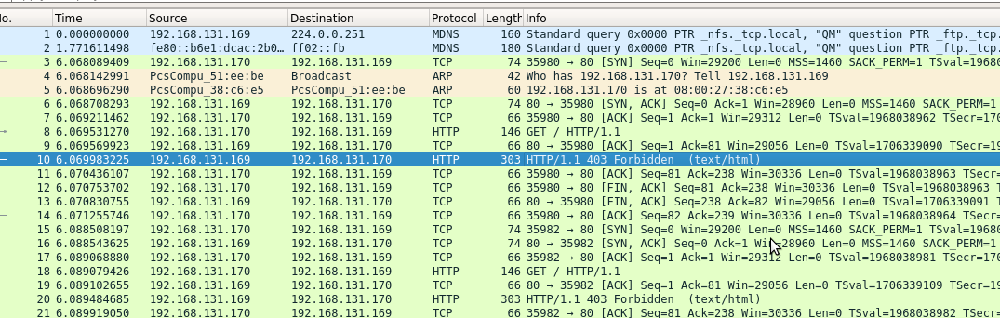 No. Time Source Destination Protocol Length Info
1 0.000000000 192.168.131.169 224.0.0.251 MDNS 160 Standard query 0x0000 PTR _nfs._tcp.local, "QM" question PTR _ftp._tcp.
2 1.771611498 fe80::b6e1:dcac:2b0… ff02::fb MDNS 180 Standard query 0x0000 PTR _nfs._tcp.local, "QM" question PTR _ftp._tcp.
3 6.068089409 192.168.131.170 192.168.131.169 TCP 74 35980 → 80 [SYN] Seq=0 Win=29200 Len=0 MSS=1460 SACK_PERM=1 TSval=19680
4 6.068142991 PcsCompu_51:ee:be Broadcast ARP 42 Who has 192.168.131.170? Tell 192.168.131.169
5 6.068696290 PcsCompu_38:c6:e5 PcsCompu_51:ee:be ARP 60 192.168.131.170 is at 08:00:27:38:c6:e5
6 6.068708293 192.168.131.169 192.168.131.170 TCP 74 80 → 35980 [SYN, ACK] Seq=0 Ack=1 Win=28960 Len=0 MSS=1460 SACK_PERM=1
7 6.069211462 192.168.131.170 192.168.131.169 TCP 66 35980 → 80 [ACK] Seq=1 Ack=1 Win=29312 Len=0 TSval=1968038962 TSecr=170
8 6.069531270 192.168.131.170 192.168.131.169 HTTP 146 GET / HTTP/1.1
9 6.069569923 192.168.131.169 192.168.131.170 TCP 66 80 → 35980 [ACK] Seq=1 Ack=81 Win=29056 Len=0 TSval=1706339090 TSecr=19
10 6.069983225 192.168.131.169 192.168.131.170 HTTP 303 HTTP/1.1 403 Forbidden (text/html)
11 6.070436107 192.168.131.170 192.168.131.169 TCP 66 35980 → 80 [ACK] Seq=81 Ack=238 Win=30336 Len=0 TSval=1968038963 TSecr=
12 6.070753702 192.168.131.170 192.168.131.169 TCP 66 35980 → 80 [FIN, ACK] Seq=81 Ack=238 Win=30336 Len=0 TSval=1968038963 T
13 6.070830755 192.168.131.169 192.168.131.170 TCP 66 80 → 35980 [FIN, ACK] Seq=238 Ack=82 Win=29056 Len=0 TSval=1706339091 T
14 6.071255746 192.168.131.170 192.168.131.169 TCP 66 35980 → 80 [ACK] Seq=82 Ack=239 Win=30336 Len=0 TSval=1968038964 TSecr=
15 6.088508197 192.168.131.170 192.168.131.169 TCP 74 35982 → 80 [SYN] Seq=0 Win=29200 Len=0 MSS=1460 SACK_PERM=1 TSval=19680
16 6.088543625 192.168.131.169 192.168.131.170 TCP 74 80 → 35982 [SYN, ACK] Seq=0 Ack=1 Win=28960 Len=0 MSS=1460 SACK_PERM=1
17 6.089068880 192.168.131.170 192.168.131.169 TCP 66 35982 → 80 [ACK] Seq=1 Ack=1 Win=29312 Len=0 TSval=1968038981 TSecr=170
18 6.089079426 192.168.131.170 192.168.131.169 HTTP 146 GET / HTTP/1.1
19 6.089102655 192.168.131.169 192.168.131.170 TCP 66 80 → 35982 [ACK] Seq=1 Ack=81 Win=29056 Len=0 TSval=1706339109 TSecr=19
20 6.089484685 192.168.131.169 192.168.131.170 HTTP 303 HTTP/1.1 403 Forbidden (text/html)
21 6.089919050 192.168.131.170 192.168.131.169 TCP 66 35982 → 80 [ACK] Seq=81 Ack=238 Win=30336 Len=0 TSval=1968038982 TSecr=